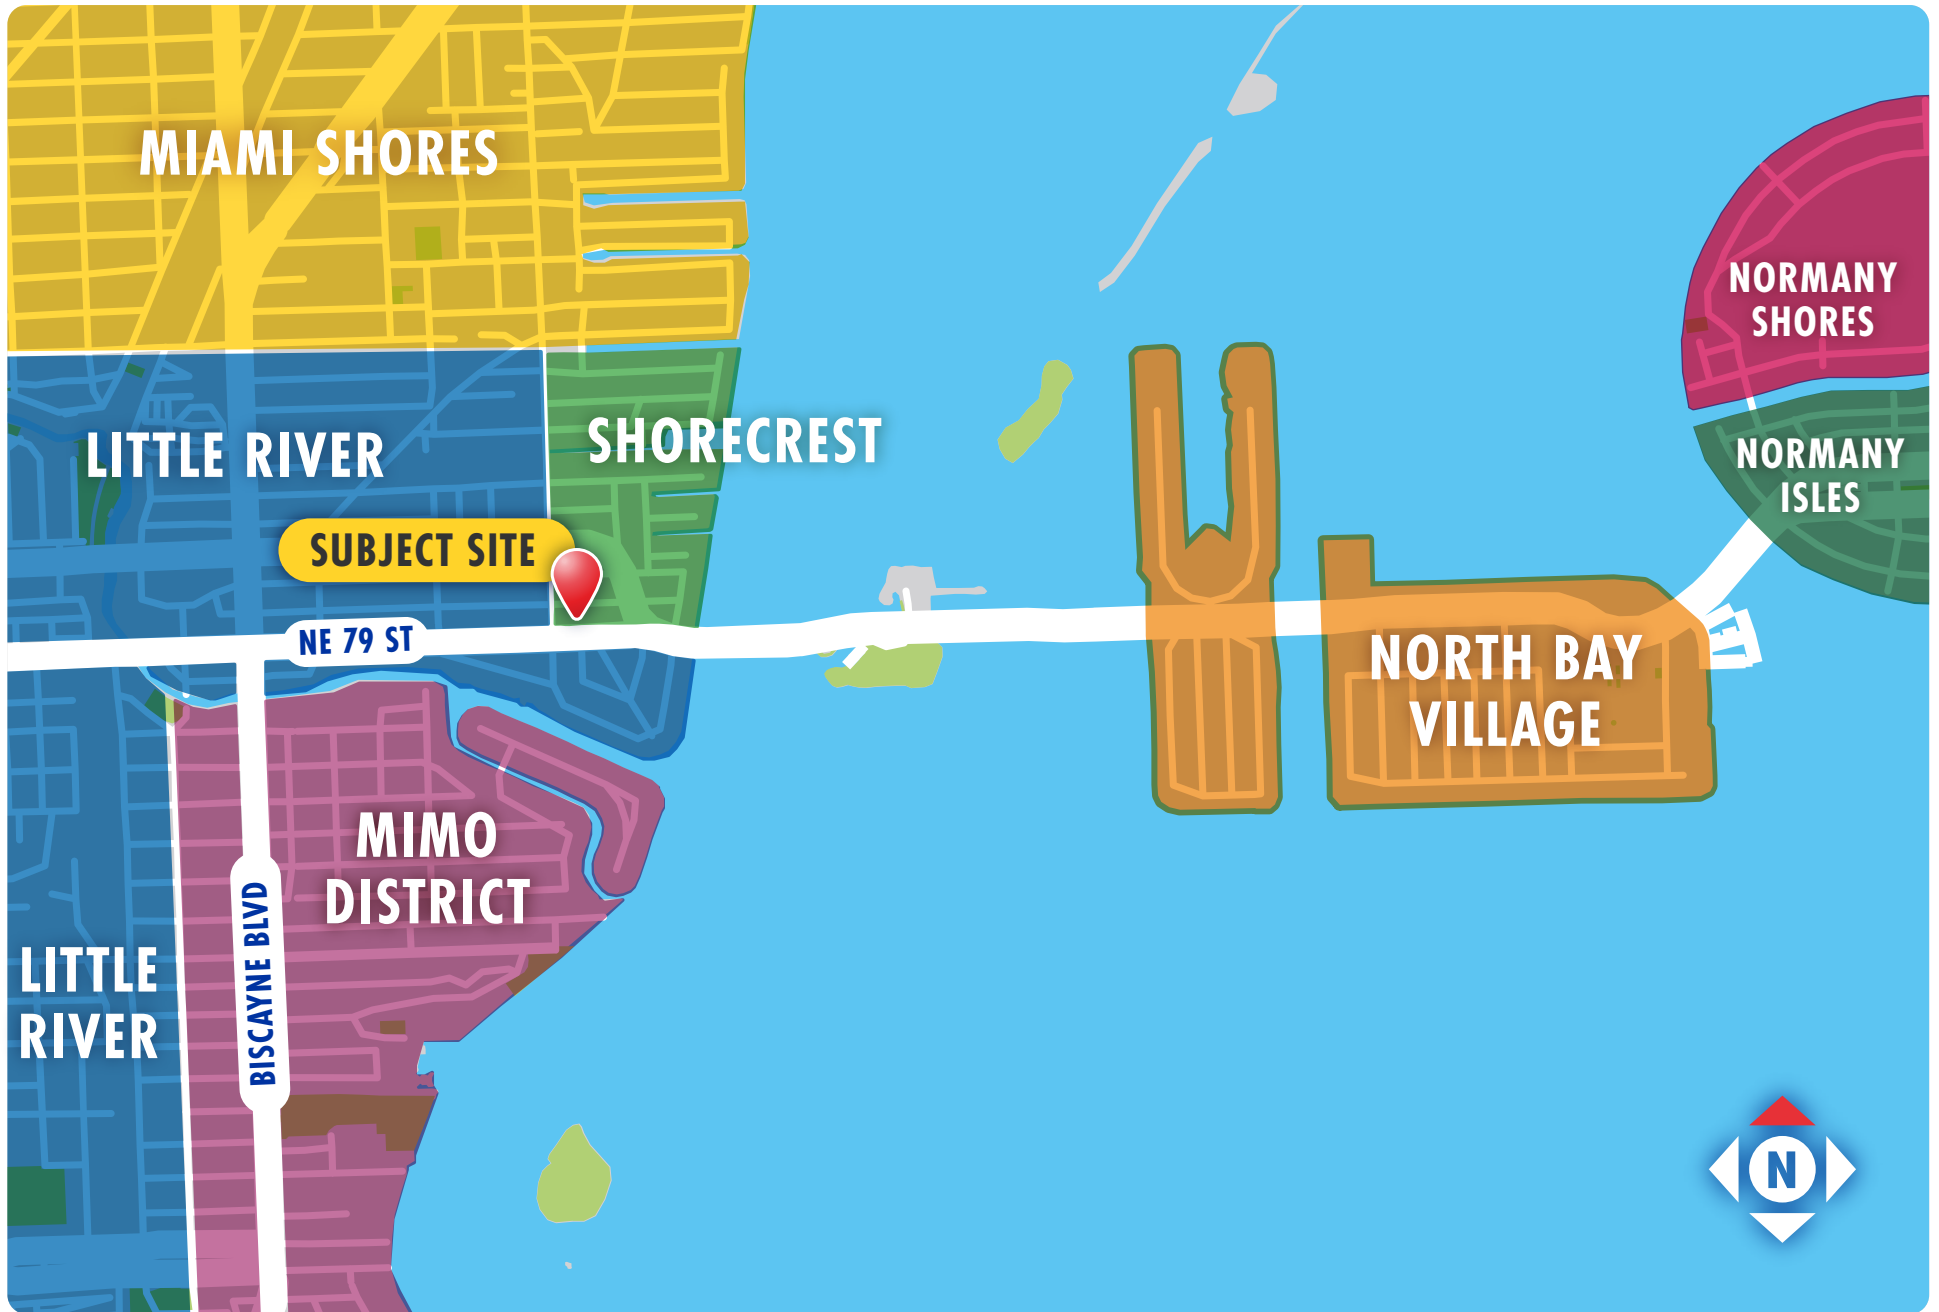 MIAMI SHORES
NORMANY
SHORES
SHORECREST
LITTLE RIVER
NORMANY
ISLES
SUBJECT SITE
NE 79 ST
NORTH BAY
VILLAGE
MIMO
DISTRICT
BISCAYNE BLVD
LITTLE
RIVER
N